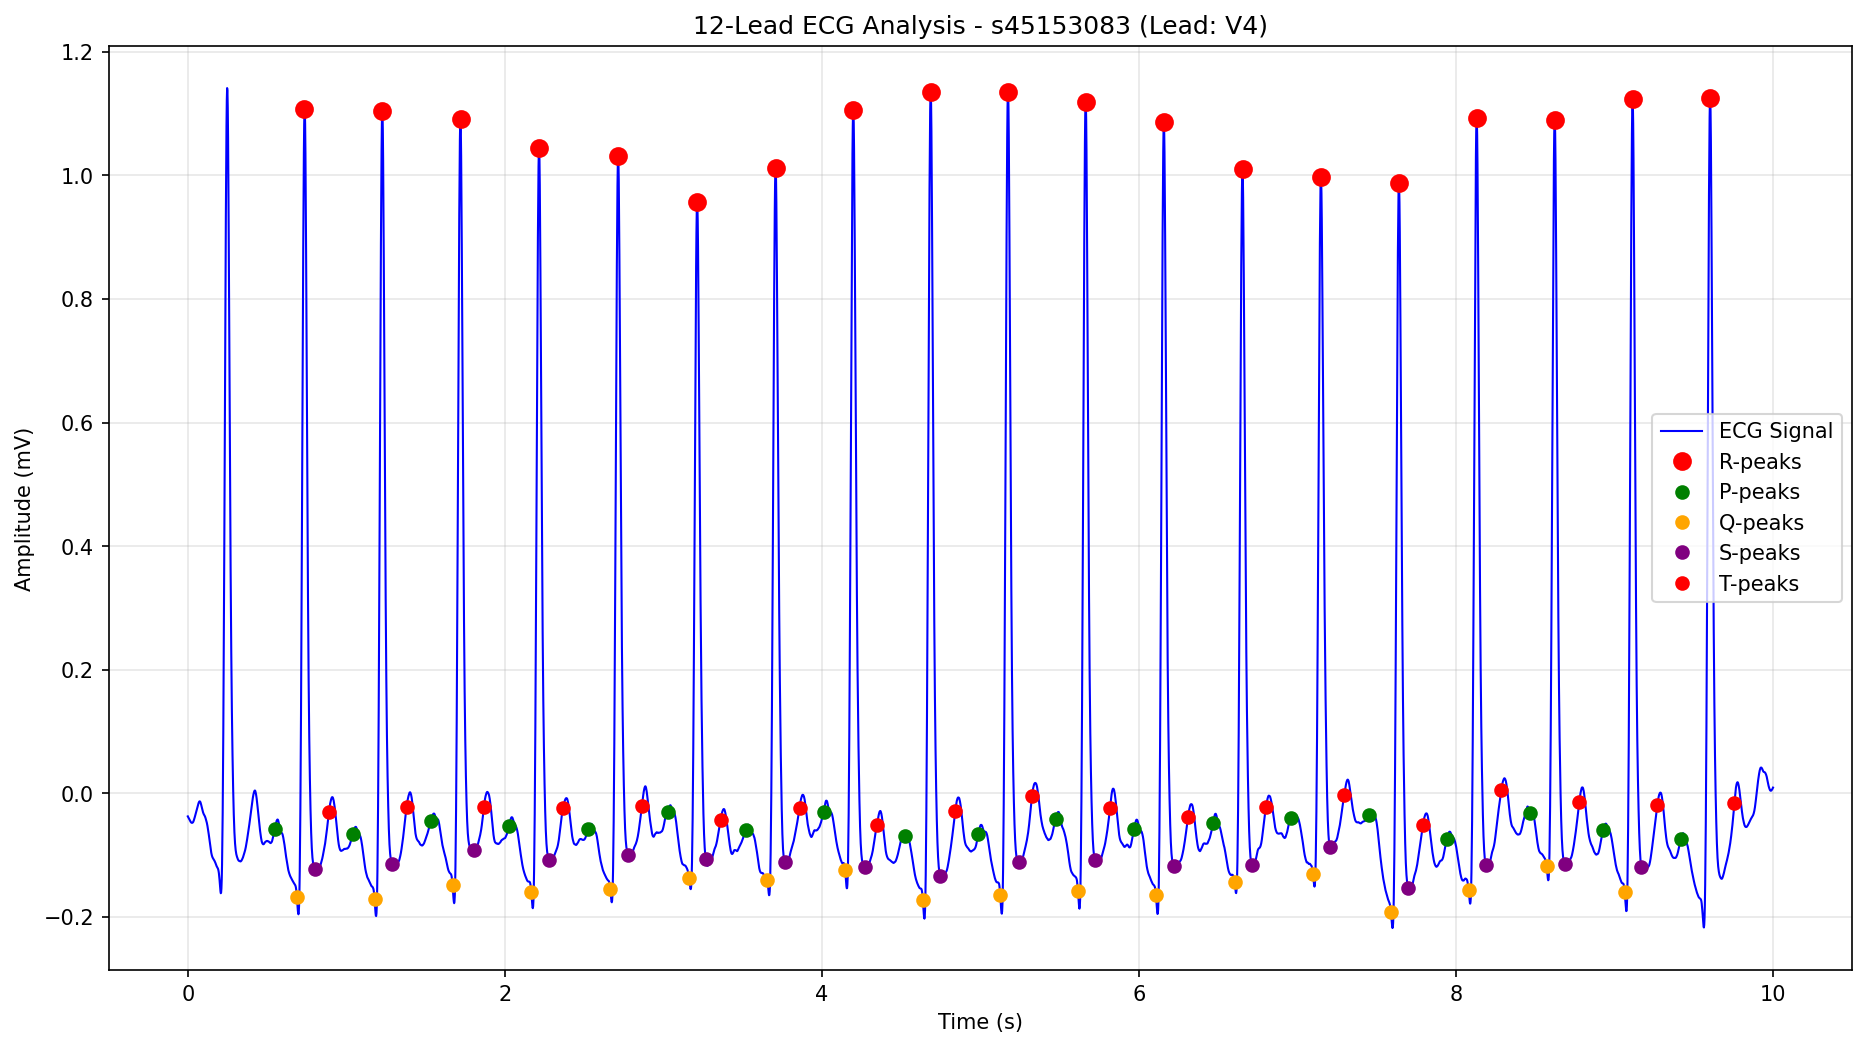 12-Lead ECG Analysis - s45153083 (Lead: V4)
1.2
1.0
0.8
0.6
0.4
0.2
0.0
−0.2
Amplitude (mV)
ECG Signal
R-peaks
P-peaks
Q-peaks
S-peaks
T-peaks
0 2 4 6 8 10
Time (s)